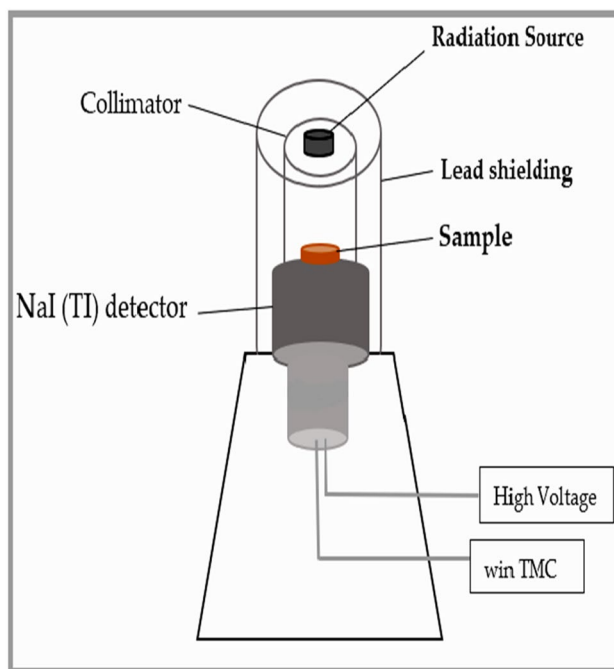 Radiation Source
Collimator
Lead shielding
Sample
NaI (TI) detector
High Voltage
win TMC